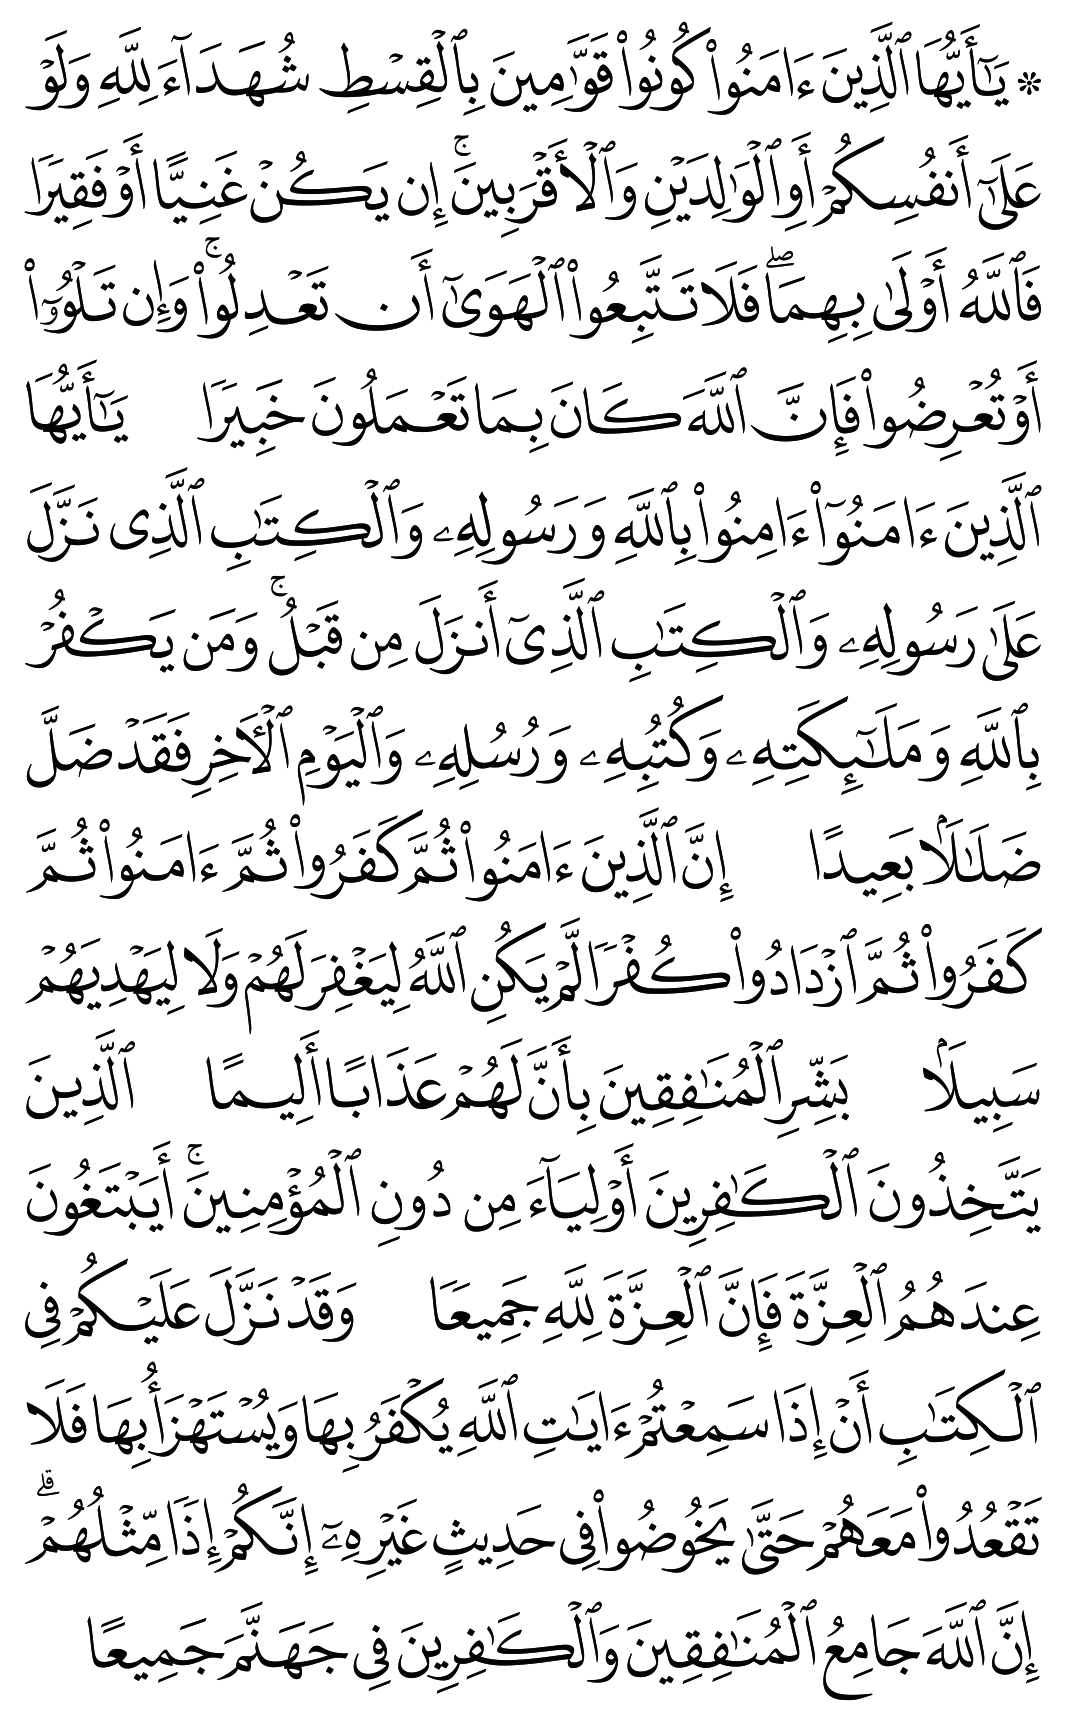 ۞ يَٰٓأَيُّهَا ٱلَّذِينَ ءَامَنُوا۟ كُونُوا۟ قَوَّٰمِينَ بِٱلْقِسْطِ شُهَدَآءَ لِلَّهِ وَلَوْ
عَلَىٰٓ أَنفُسِكُمْ أَوِ ٱلْوَٰلِدَيْنِ وَٱلْأَقْرَبِينَ ۚ إِن يَكُنْ غَنِيًّا أَوْ فَقِيرًا
فَٱللَّهُ أَوْلَىٰ بِهِمَا ۖ فَلَا تَتَّبِعُوا۟ ٱلْهَوَىٰٓ أَن تَعْدِلُوا۟ ۚ وَإِن تَلْوُۥٓا۟
أَوْ تُعْرِضُوا۟ فَإِنَّ ٱللَّهَ كَانَ بِمَا تَعْمَلُونَ خَبِيرًا يَٰٓأَيُّهَا
ٱلَّذِينَ ءَامَنُوٓا۟ ءَامِنُوا۟ بِٱللَّهِ وَرَسُولِهِۦ وَٱلْكِتَٰبِ ٱلَّذِى نَزَّلَ
عَلَىٰ رَسُولِهِۦ وَٱلْكِتَٰبِ ٱلَّذِىٓ أَنزَلَ مِن قَبْلُ ۚ وَمَن يَكْفُرْ
بِٱللَّهِ وَمَلَٰٓئِكَتِهِۦ وَكُتُبِهِۦ وَرُسُلِهِۦ وَٱلْيَوْمِ ٱلْءَاخِرِ فَقَدْ ضَلَّ
ضَلَٰلًۢا بَعِيدًا إِنَّ ٱلَّذِينَ ءَامَنُوا۟ ثُمَّ كَفَرُوا۟ ثُمَّ ءَامَنُوا۟ ثُمَّ
كَفَرُوا۟ ثُمَّ ٱزْدَادُوا۟ كُفْرًا لَّمْ يَكُنِ ٱللَّهُ لِيَغْفِرَ لَهُمْ وَلَا لِيَهْدِيَهُمْ
سَبِيلًۢا بَشِّرِ ٱلْمُنَٰفِقِينَ بِأَنَّ لَهُمْ عَذَابًا أَلِيمًا ٱلَّذِينَ
يَتَّخِذُونَ ٱلْكَٰفِرِينَ أَوْلِيَآءَ مِن دُونِ ٱلْمُؤْمِنِينَ ۚ أَيَبْتَغُونَ
عِندَهُمُ ٱلْعِزَّةَ فَإِنَّ ٱلْعِزَّةَ لِلَّهِ جَمِيعًا وَقَدْ نَزَّلَ عَلَيْكُمْ فِى
ٱلْكِتَٰبِ أَنْ إِذَا سَمِعْتُمْ ءَايَٰتِ ٱللَّهِ يُكْفَرُ بِهَا وَيُسْتَهْزَأُ بِهَا فَلَا
تَقْعُدُوا۟ مَعَهُمْ حَتَّىٰ يَخُوضُوا۟ فِى حَدِيثٍ غَيْرِهِۦٓ إِنَّكُمْ إِذًا مِّثْلُهُمْ ۗ
إِنَّ ٱللَّهَ جَامِعُ ٱلْمُنَٰفِقِينَ وَٱلْكَٰفِرِينَ فِى جَهَنَّمَ جَمِيعًا